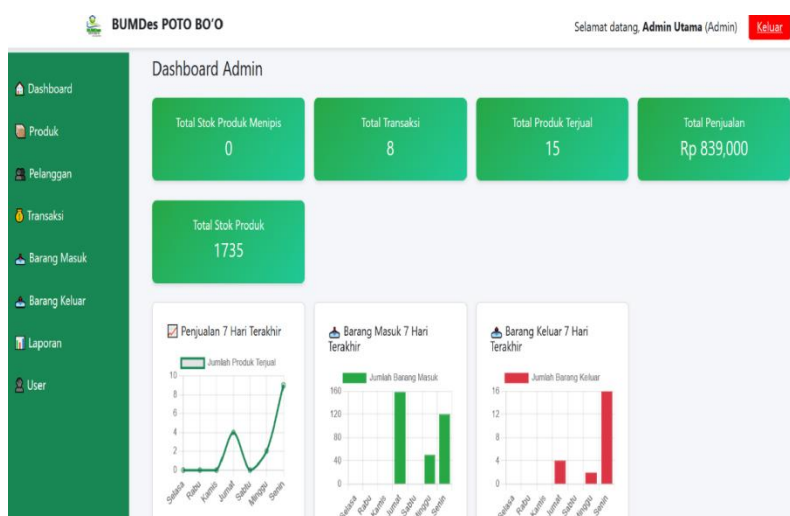 BUMDes POTO BO'O
Selamat datang, Admin Utama (Admin)
Keluar
Dashboard
Produk
Pelanggan
Transaksi
Barang Masuk
Barang Keluar
Laporan
User
Dashboard Admin
Total Stok Produk Menipis
0
Total Transaksi
8
Total Produk Terjual
15
Total Penjualan
Rp 839,000
Total Stok Produk
1735
Penjualan 7 Hari Terakhir
Jumlah Produk Terjual
10
8
6
4
2
0
Selasa
Rabu
Kamis
Jumat
Sabtu
Minggu
Senin
Barang Masuk 7 Hari
Terakhir
Jumlah Barang Masuk
160
120
80
40
0
Selasa
Rabu
Kamis
Jumat
Sabtu
Minggu
Senin
Barang Keluar 7 Hari
Terakhir
Jumlah Barang Keluar
16
12
8
4
0
Selasa
Rabu
Kamis
Jumat
Sabtu
Minggu
Senin